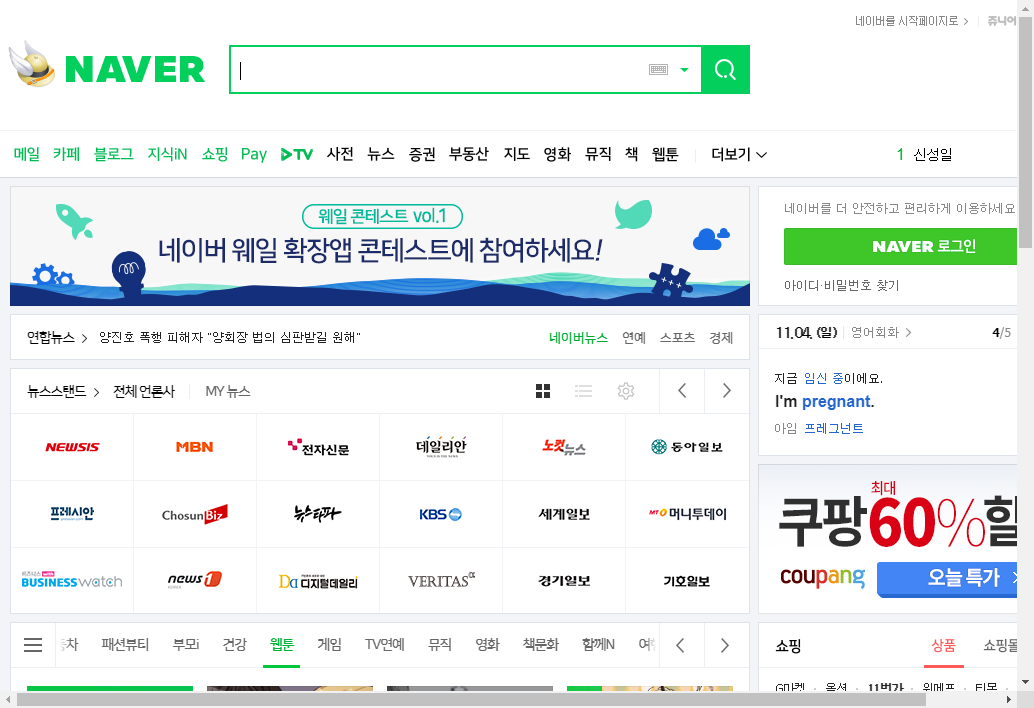 네이버를 시작페이지로 쥬니어
NAVER
메일 카페 블로그 지식iN 쇼핑 Pay TV 사전 뉴스 증권 부동산 지도 영화 뮤직 책 웹툰 더보기 1 신성일
웨일 콘테스트 vol.1
네이버 웨일 확장앱 콘테스트에 참여하세요!
네이버를 더 안전하고 편리하게 이용하세요
NAVER 로그인
아이디·비밀번호 찾기
연합뉴스 양진호 폭행 피해자 "양회장 법의 심판받길 원해" 네이버뉴스 연예 스포츠 경제
11.04. (일) 영어회화 4/5
지금 임신 중이에요.
I'm pregnant.
아임 프레그넌트
뉴스스탠드 전체 언론사 MY 뉴스
NEWSIS MBN 전자신문 데일리안 노컷뉴스 동아일보
프레시안 ChosunBiz 뉴스타파 KBS 세계일보 MT 머니투데이
비즈니스 BUSINESS watch news1 KOREA 디지털데일리 VERITASα 경기일보 기호일보
최대
쿠팡 60% 할
coupang 오늘 특가
패션뷰티 부모i 건강 웹툰 게임 TV연예 뮤직 영화 책문화 함께N
쇼핑 상품 쇼핑몰
G마켓 · 옥션 · 11번가 · 위메프 · 티몬 ·